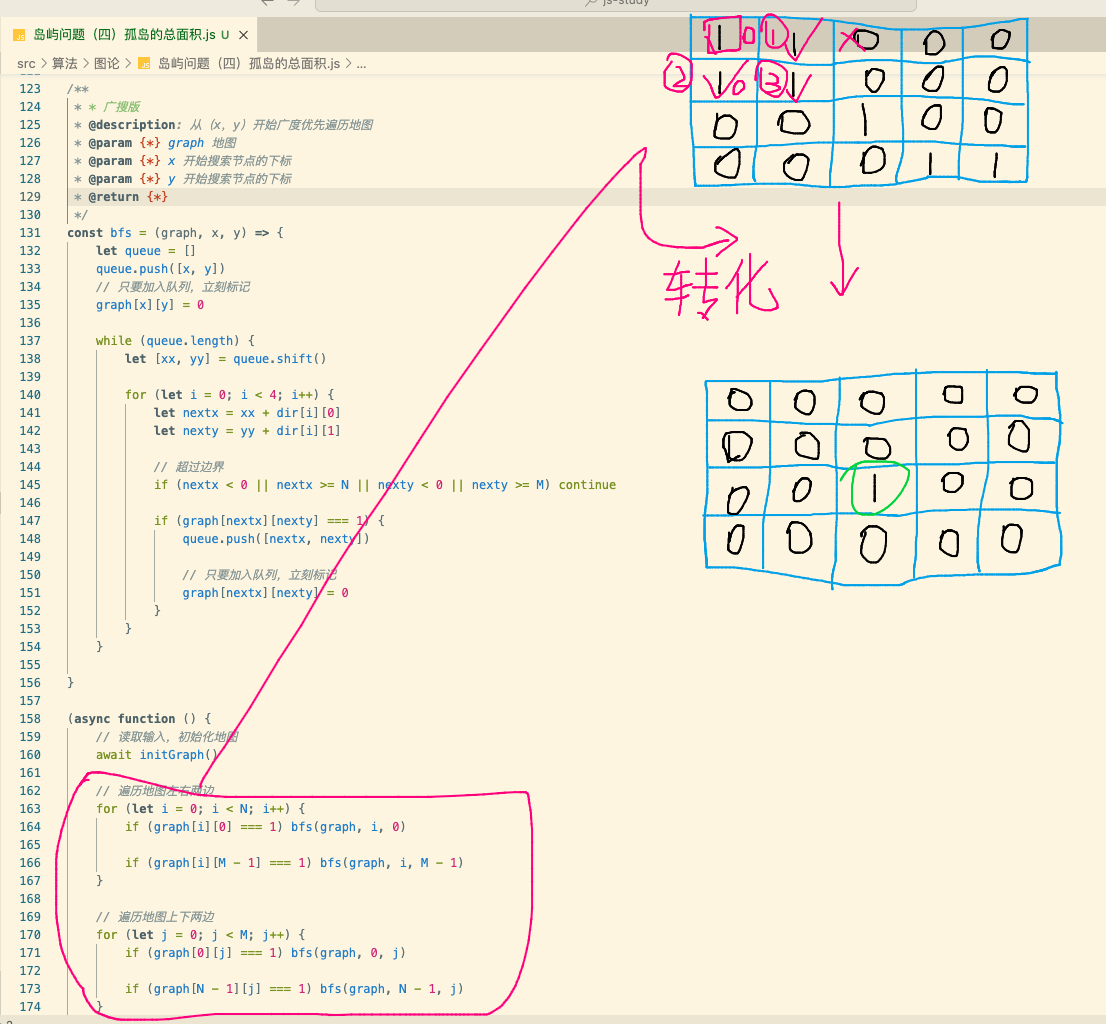 js-study
JS 岛屿问题（四）孤岛的总面积.js U ×
src > 算法 > 图论 > JS 岛屿问题（四）孤岛的总面积.js > ...
123 /**
124 * * 广搜版
125 * @description: 从（x，y）开始广度优先遍历地图
126 * @param {*} graph 地图
127 * @param {*} x 开始搜索节点的下标
128 * @param {*} y 开始搜索节点的下标
129 * @return {*}
130 */
131 const bfs = (graph, x, y) => {
132 let queue = []
133 queue.push([x, y])
134 // 只要加入队列，立刻标记
135 graph[x][y] = 0
136
137 while (queue.length) {
138 let [xx, yy] = queue.shift()
139
140 for (let i = 0; i < 4; i++) {
141 let nextx = xx + dir[i][0]
142 let nexty = yy + dir[i][1]
143
144 // 超过边界
145 if (nextx < 0 || nextx >= N || nexty < 0 || nexty >= M) continue
146
147 if (graph[nextx][nexty] === 1) {
148 queue.push([nextx, nexty])
149
150 // 只要加入队列，立刻标记
151 graph[nextx][nexty] = 0
152 }
153 }
154 }
155
156 }
157
158 (async function () {
159 // 读取输入，初始化地图
160 await initGraph()
161
162 // 遍历地图左右两边
163 for (let i = 0; i < N; i++) {
164 if (graph[i][0] === 1) bfs(graph, i, 0)
165
166 if (graph[i][M - 1] === 1) bfs(graph, i, M - 1)
167 }
168
169 // 遍历地图上下两边
170 for (let j = 0; j < M; j++) {
171 if (graph[0][j] === 1) bfs(graph, 0, j)
172
173 if (graph[N - 1][j] === 1) bfs(graph, N - 1, j)
174 }
1 0 ① 1 0 0 0
② 1 0 ③ 1 0 0 0
0 0 1 0 0
0 0 0 1 1
转化
0 0 0 0 0
0 0 0 0 0
0 0 1 0 0
0 0 0 0 0